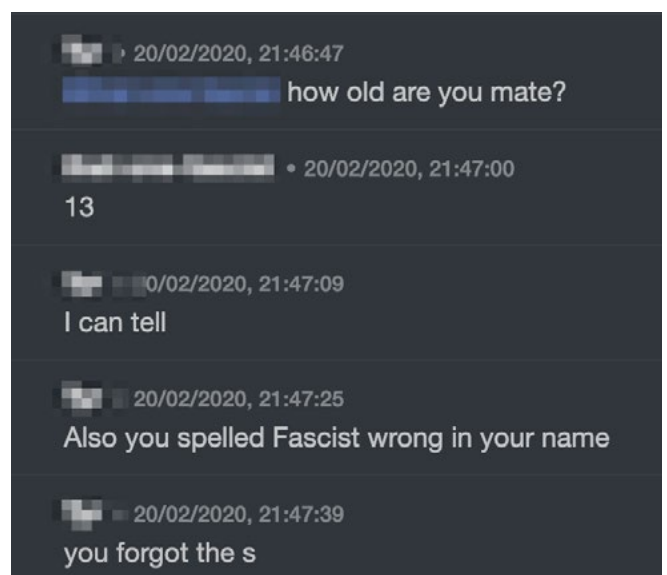 20/02/2020, 21:46:47
how old are you mate?
• 20/02/2020, 21:47:00
13
0/02/2020, 21:47:09
I can tell
20/02/2020, 21:47:25
Also you spelled Fascist wrong in your name
20/02/2020, 21:47:39
you forgot the s